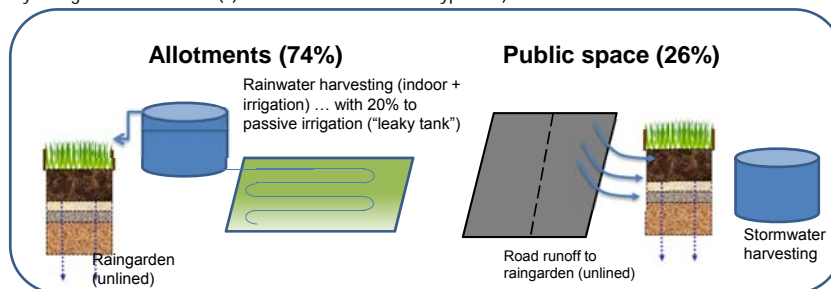 Allotments (74%)
Public space (26%)
Rainwater harvesting (indoor +
irrigation) … with 20% to
passive irrigation (“leaky tank”)
Raingarden
(unlined)
Road runoff to
raingarden (unlined)
Stormwater
harvesting